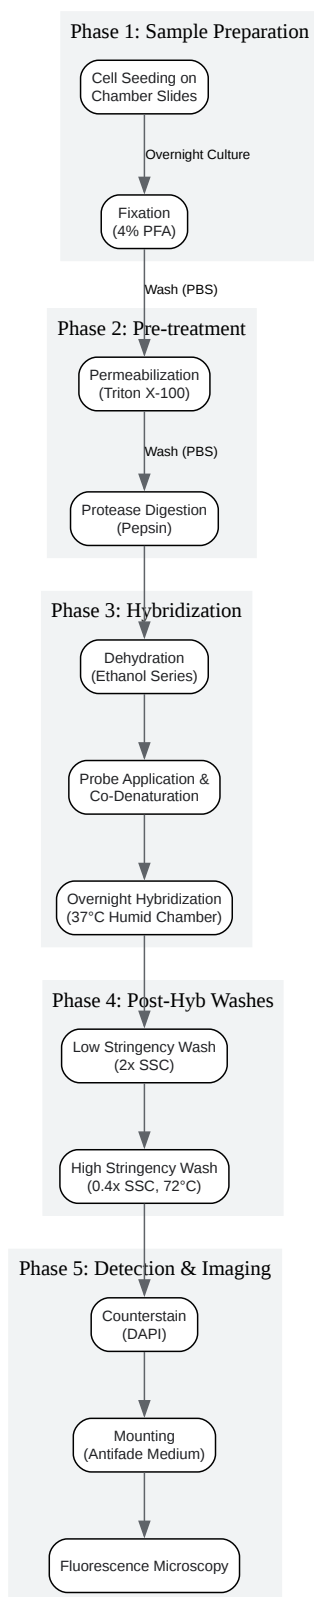 Phase 1: Sample Preparation
Cell Seeding on
Chamber Slides
Overnight Culture
Fixation
(4% PFA)
Wash (PBS)
Phase 2: Pre-treatment
Permeabilization
(Triton X-100)
Wash (PBS)
Protease Digestion
(Pepsin)
Phase 3: Hybridization
Dehydration
(Ethanol Series)
Probe Application &
Co-Denaturation
Overnight Hybridization
(37°C Humid Chamber)
Phase 4: Post-Hyb Washes
Low Stringency Wash
(2x SSC)
High Stringency Wash
(0.4x SSC, 72°C)
Phase 5: Detection & Imaging
Counterstain
(DAPI)
Mounting
(Antifade Medium)
Fluorescence Microscopy